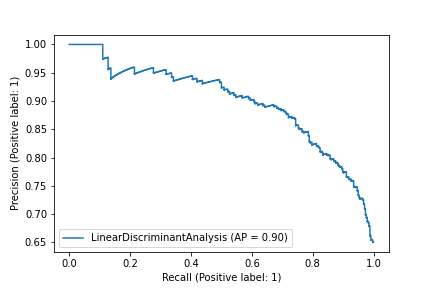 1.00
0.95
0.90
0.85
0.80
0.75
0.70
0.65
Precision (Positive label: 1)
LinearDiscriminantAnalysis (AP = 0.90)
0.0 0.2 0.4 0.6 0.8 1.0
Recall (Positive label: 1)